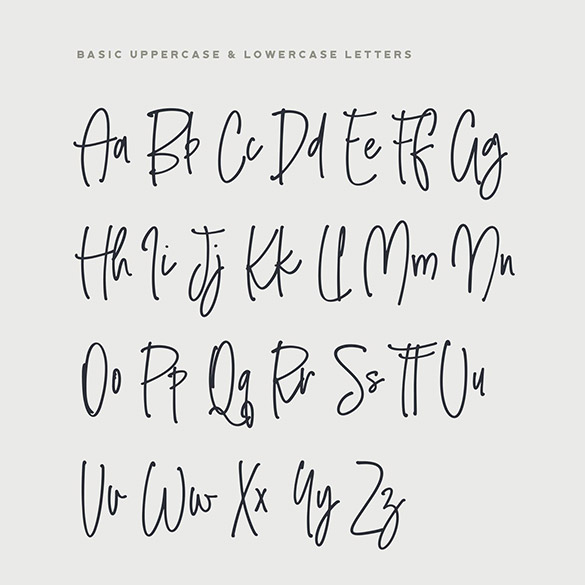 BASIC UPPERCASE & LOWERCASE LETTERS
Aa Bb Cc Dd Ee Ff Gg
Hh Ii Jj Kk Ll Mm Nn
Oo Pp Qq Rr Ss Tt Uu
Vv Ww Xx Yy Zz